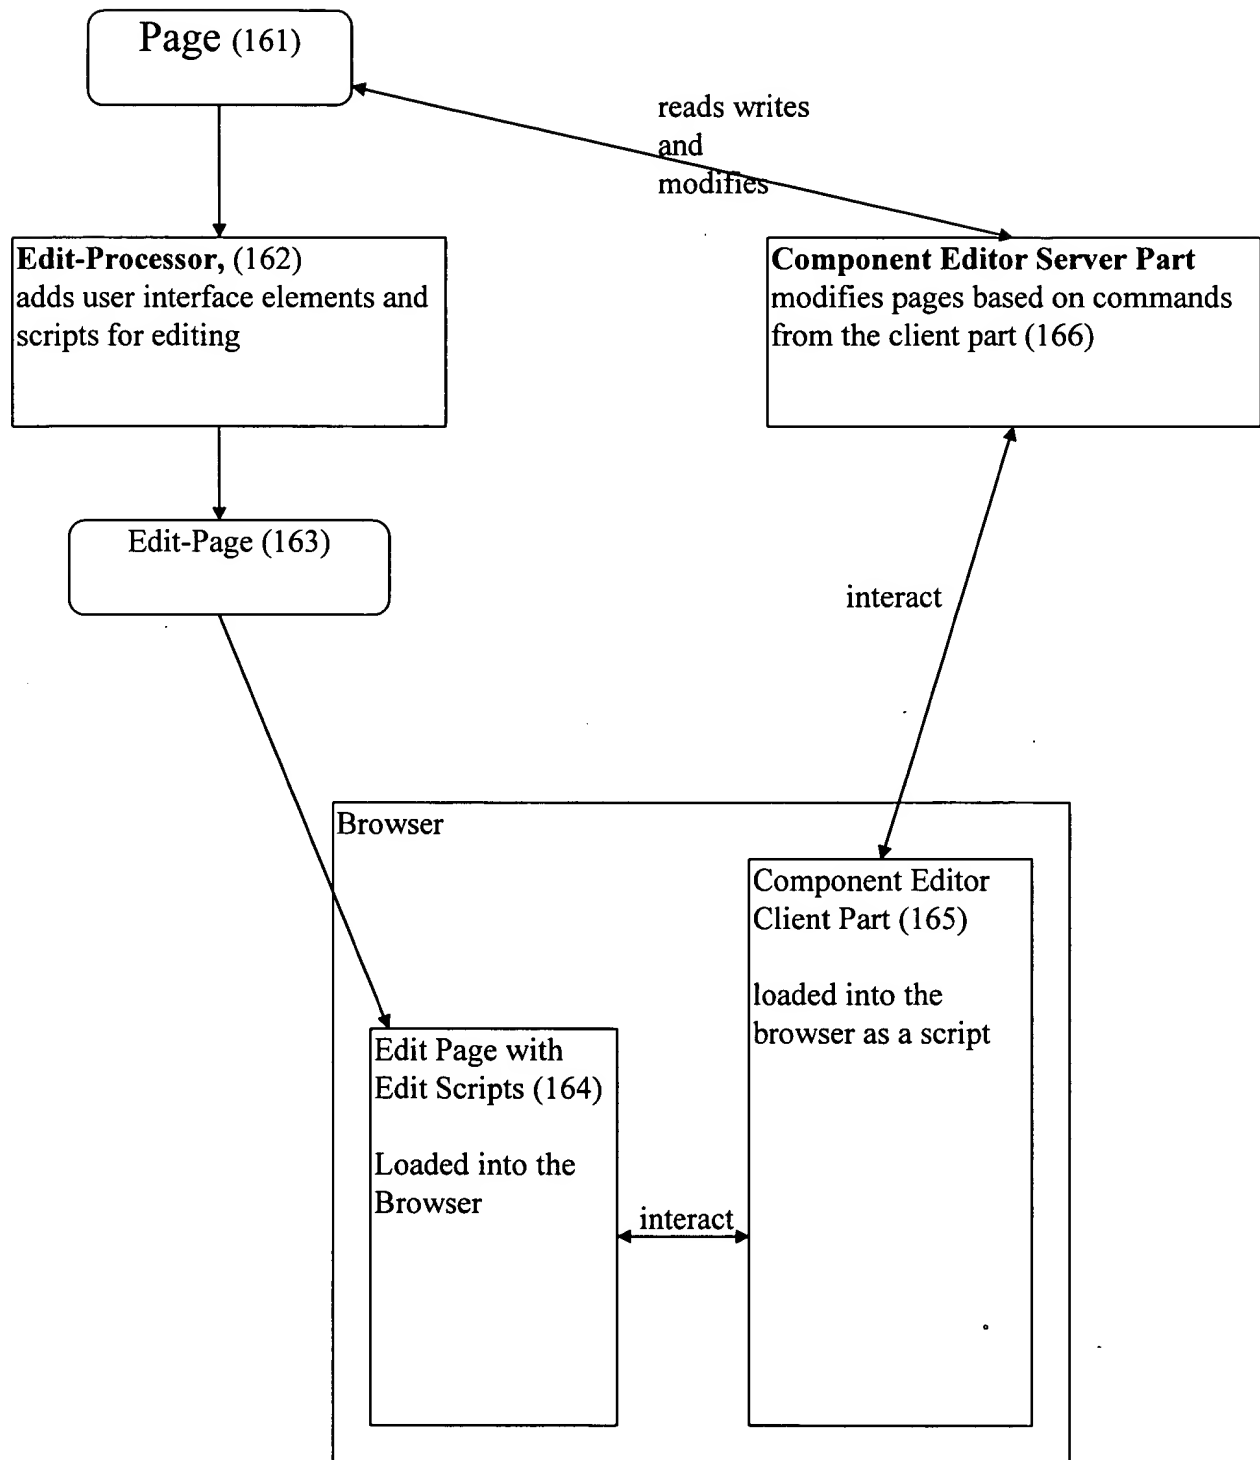 Page (161)
reads writes
and
modifies
Edit-Processor, (162)
adds user interface elements and
scripts for editing
Component Editor Server Part
modifies pages based on commands
from the client part (166)
Edit-Page (163)
interact
Browser
Component Editor
Client Part (165)
loaded into the
browser as a script
Edit Page with
Edit Scripts (164)
Loaded into the
Browser
interact